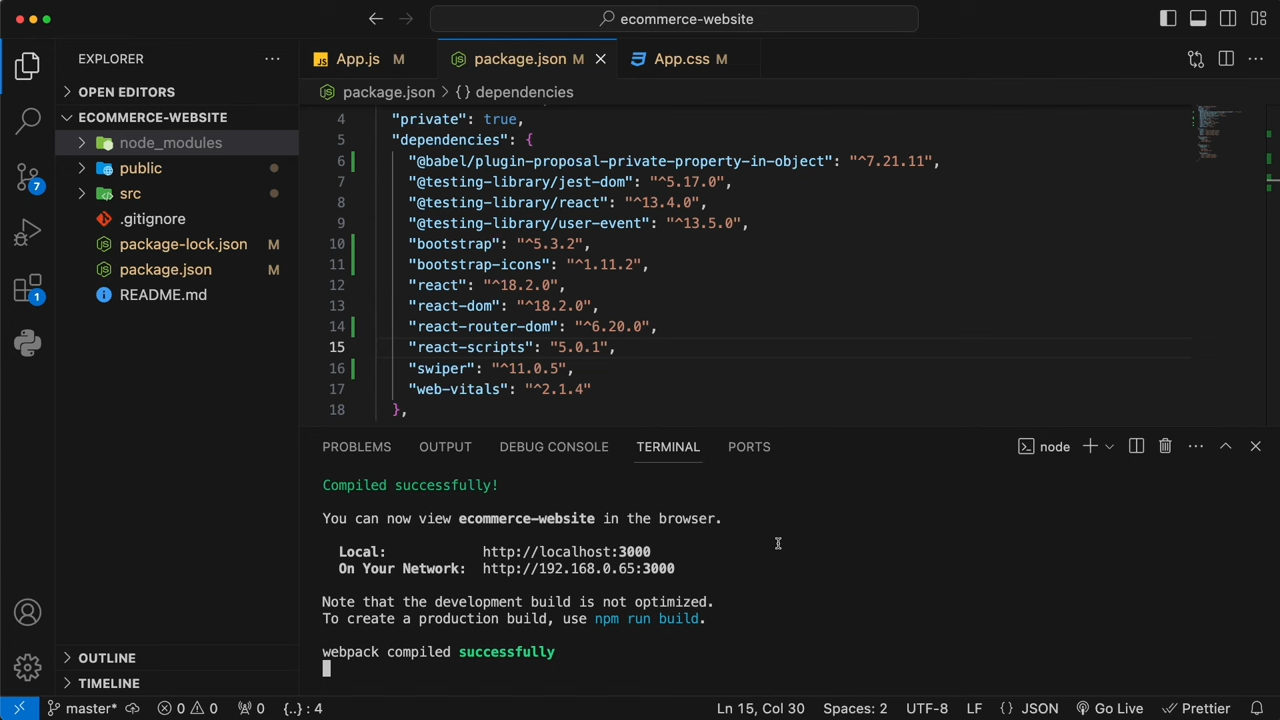 ecommerce-website
EXPLORER
App.js M
package.json M
App.css M
OPEN EDITORS
package.json > {} dependencies
ECOMMERCE-WEBSITE
node_modules
public
src
.gitignore
package-lock.json M
package.json M
README.md
7
1
4 "private": true,
5 "dependencies": {
6 "@babel/plugin-proposal-private-property-in-object": "^7.21.11",
7 "@testing-library/jest-dom": "^5.17.0",
8 "@testing-library/react": "^13.4.0",
9 "@testing-library/user-event": "^13.5.0",
10 "bootstrap": "^5.3.2",
11 "bootstrap-icons": "^1.11.2",
12 "react": "^18.2.0",
13 "react-dom": "^18.2.0",
14 "react-router-dom": "^6.20.0",
15 "react-scripts": "5.0.1",
16 "swiper": "^11.0.5",
17 "web-vitals": "^2.1.4"
18 },
PROBLEMS OUTPUT DEBUG CONSOLE TERMINAL PORTS
node
Compiled successfully!
You can now view ecommerce-website in the browser.
Local: http://localhost:3000
On Your Network: http://192.168.0.65:3000
Note that the development build is not optimized.
To create a production build, use npm run build.
webpack compiled successfully
OUTLINE
TIMELINE
master* 0 0 0 {..} : 4 Ln 15, Col 30 Spaces: 2 UTF-8 LF {} JSON Go Live Prettier